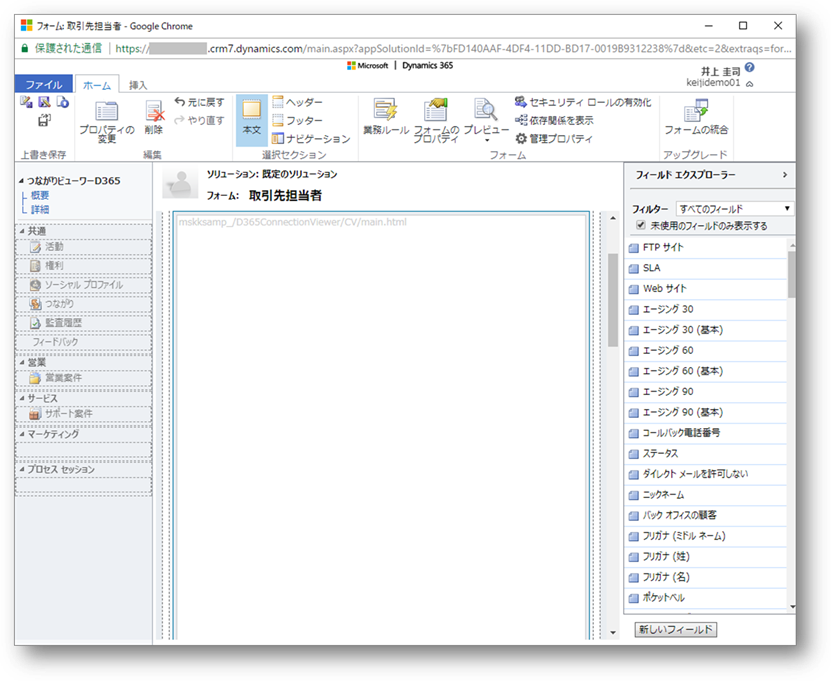 フォーム: 取引先担当者 - Google Chrome
保護された通信 https:// .crm7.dynamics.com/main.aspx?appSolutionId=%7bFD140AAF-4DF4-11DD-BD17-0019B9312238%7d&etc=2&extraqs=for...
Microsoft | Dynamics 365
井上 圭司
keijidemo01
ファイル ホーム 挿入
プロパティの変更
削除
元に戻す
やり直す
本文
ヘッダー
フッター
ナビゲーション
業務ルール
フォームのプロパティ
プレビュー
セキュリティ ロールの有効化
依存関係を表示
管理プロパティ
フォームの統合
上書き保存 編集 選択セクション フォーム アップグレード
つながりビューワーD365
概要
詳細
共通
活動
権利
ソーシャル プロファイル
つながり
監査履歴
フィードバック
営業
営業案件
サービス
サポート案件
マーケティング
プロセス セッション
ソリューション: 既定のソリューション
フォーム: 取引先担当者
mskksamp_/D365ConnectionViewer/CV/main.html
フィールド エクスプローラー
フィルター すべてのフィールド
未使用のフィールドのみ表示する
FTP サイト
SLA
Web サイト
エージング 30
エージング 30 (基本)
エージング 60
エージング 60 (基本)
エージング 90
エージング 90 (基本)
コールバック電話番号
ステータス
ダイレクト メールを許可しない
ニックネーム
バック オフィスの顧客
フリガナ (ミドル ネーム)
フリガナ (姓)
フリガナ (名)
ポケットベル
新しいフィールド